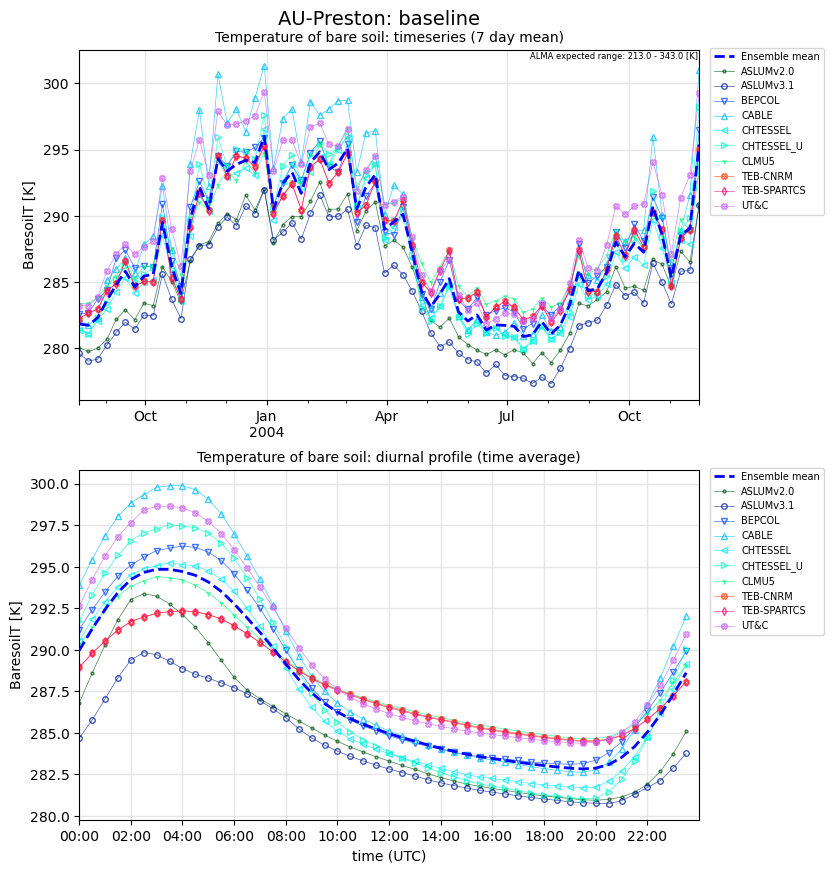 AU-Preston: baseline
Temperature of bare soil: timeseries (7 day mean)
ALMA expected range: 213.0 - 343.0 [K]
BaresoilT [K]
300
295
290
285
280
Oct
Jan
2004
Apr
Jul
Oct
Ensemble mean
ASLUMv2.0
ASLUMv3.1
BEPCOL
CABLE
CHTESSEL
CHTESSEL_U
CLMU5
TEB-CNRM
TEB-SPARTCS
UT&C
Temperature of bare soil: diurnal profile (time average)
BaresoilT [K]
300.0
297.5
295.0
292.5
290.0
287.5
285.0
282.5
280.0
00:00
02:00
04:00
06:00
08:00
10:00
12:00
14:00
16:00
18:00
20:00
22:00
time (UTC)
Ensemble mean
ASLUMv2.0
ASLUMv3.1
BEPCOL
CABLE
CHTESSEL
CHTESSEL_U
CLMU5
TEB-CNRM
TEB-SPARTCS
UT&C